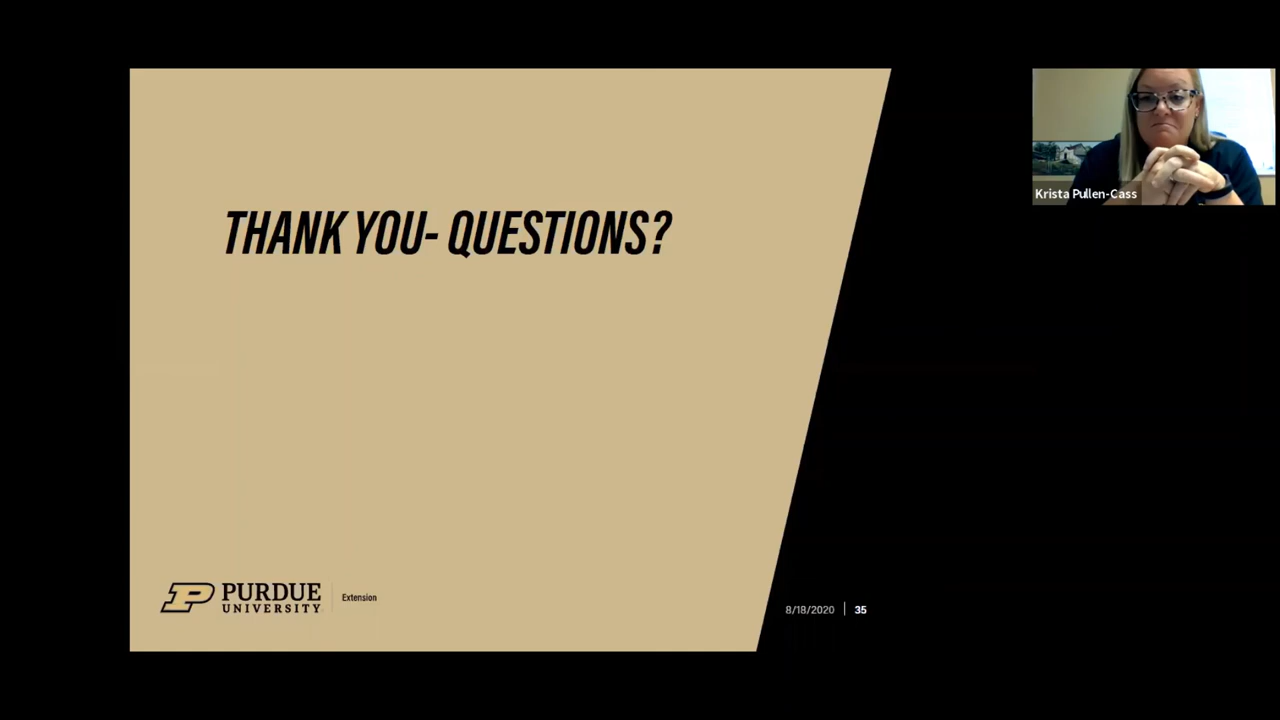 THANK YOU- QUESTIONS?
Krista Pullen-Cass
PURDUE
UNIVERSITY
Extension
8/18/2020
35